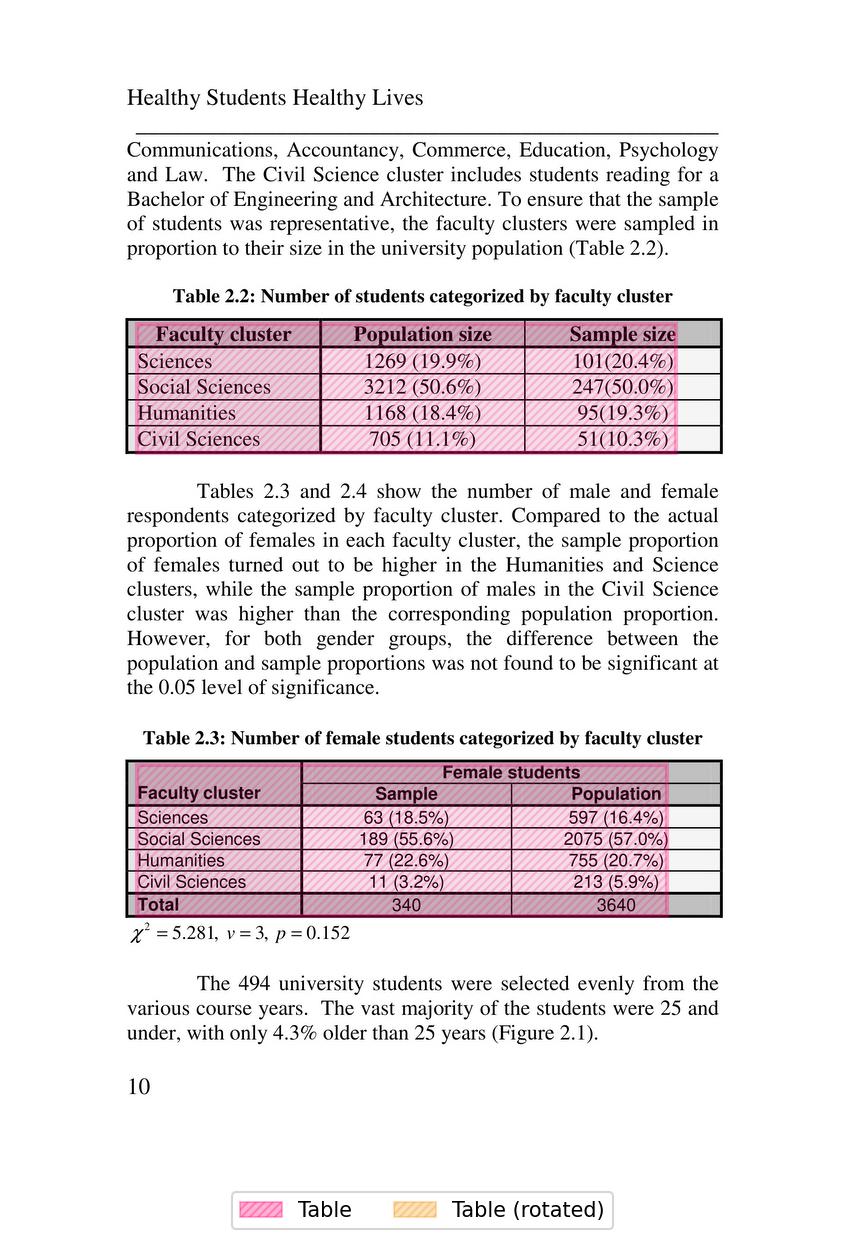 Healthy Students Healthy Lives
Communications, Accountancy, Commerce, Education, Psychology
and Law. The Civil Science cluster includes students reading for a
Bachelor of Engineering and Architecture. To ensure that the sample
of students was representative, the faculty clusters were sampled in
proportion to their size in the university population (Table 2.2).
Table 2.2: Number of students categorized by faculty cluster
Faculty cluster Population size Sample size
Sciences 1269 (19.9%) 101(20.4%)
Social Sciences 3212 (50.6%) 247(50.0%)
Humanities 1168 (18.4%) 95(19.3%)
Civil Sciences 705 (11.1%) 51(10.3%)
Tables 2.3 and 2.4 show the number of male and female
respondents categorized by faculty cluster. Compared to the actual
proportion of females in each faculty cluster, the sample proportion
of females turned out to be higher in the Humanities and Science
clusters, while the sample proportion of males in the Civil Science
cluster was higher than the corresponding population proportion.
However, for both gender groups, the difference between the
population and sample proportions was not found to be significant at
the 0.05 level of significance.
Table 2.3: Number of female students categorized by faculty cluster
Female students
Faculty cluster Sample Population
Sciences 63 (18.5%) 597 (16.4%)
Social Sciences 189 (55.6%) 2075 (57.0%)
Humanities 77 (22.6%) 755 (20.7%)
Civil Sciences 11 (3.2%) 213 (5.9%)
Total 340 3640
χ² = 5.281, v = 3, p = 0.152
The 494 university students were selected evenly from the
various course years. The vast majority of the students were 25 and
under, with only 4.3% older than 25 years (Figure 2.1).
10
Table Table (rotated)